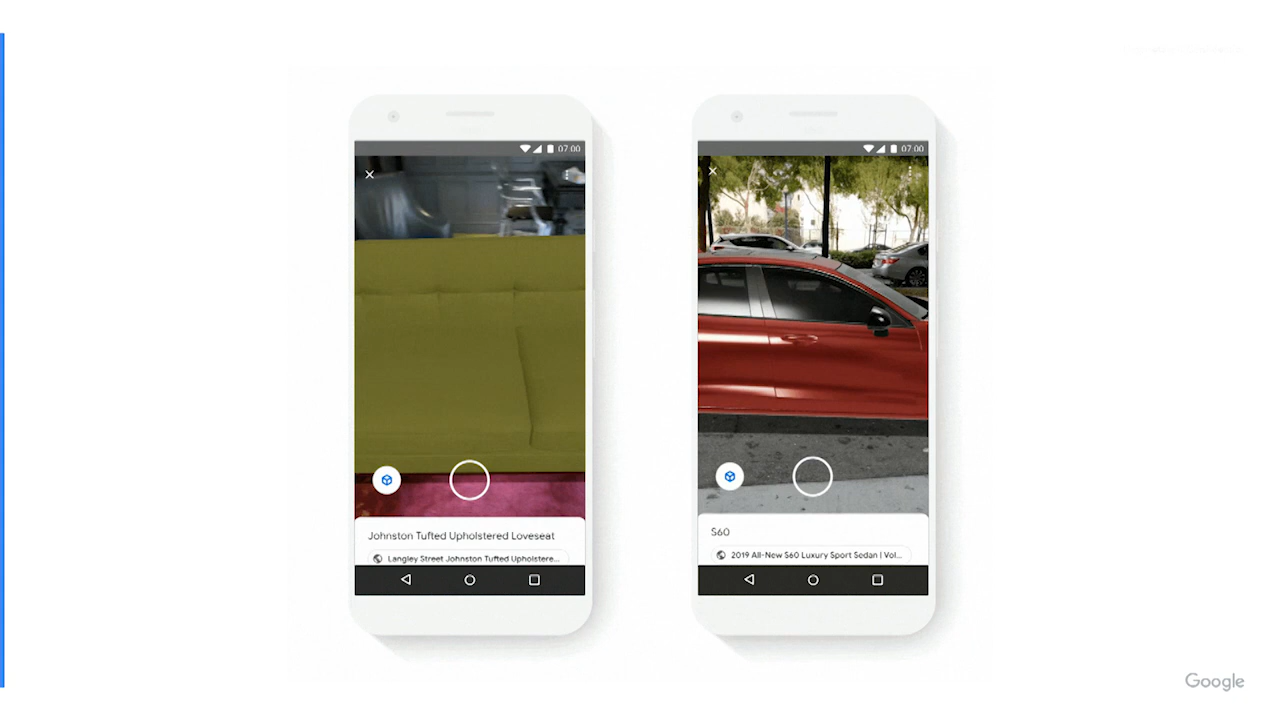 07:00
Johnston Tufted Upholstered Loveseat
Langley Street Johnston Tufted Upholstere...
07:00
S60
2019 All-New S60 Luxury Sport Sedan | Vol...
Google